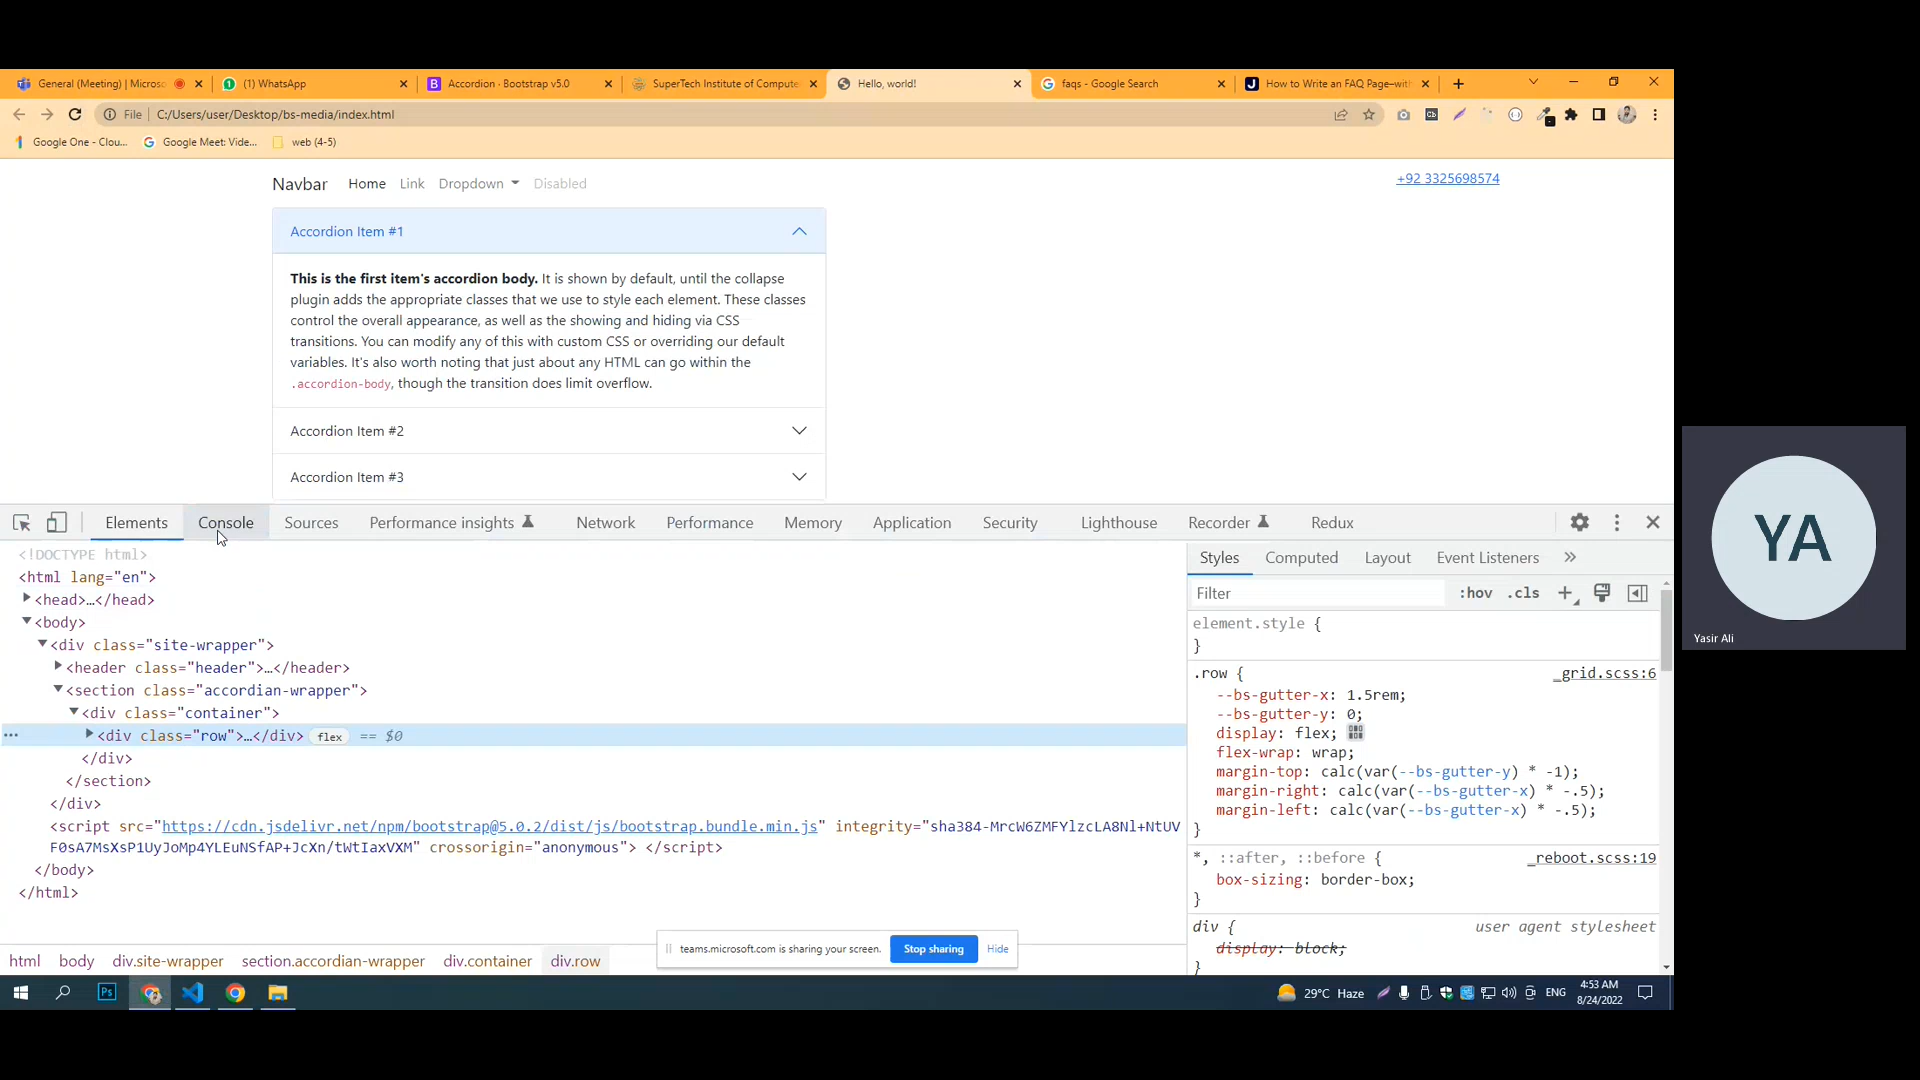 General (Meeting) | Microso
(1) WhatsApp
Accordion · Bootstrap v5.0
SuperTech Institute of Compute
Hello, world!
faqs - Google Search
How to Write an FAQ Page–with
File C:/Users/user/Desktop/bs-media/index.html
Google One - Clou...
Google Meet: Vide...
web (4-5)
Navbar Home Link Dropdown Disabled
+92 3325698574
Accordion Item #1
This is the first item's accordion body. It is shown by default, until the collapse
plugin adds the appropriate classes that we use to style each element. These classes
control the overall appearance, as well as the showing and hiding via CSS
transitions. You can modify any of this with custom CSS or overriding our default
variables. It's also worth noting that just about any HTML can go within the
.accordion-body, though the transition does limit overflow.
Accordion Item #2
Accordion Item #3
Elements Console Sources Performance insights Network Performance Memory Application Security Lighthouse Recorder Redux
<!DOCTYPE html>
<html lang="en">
<head>…</head>
<body>
<div class="site-wrapper">
<header class="header">…</header>
<section class="accordian-wrapper">
<div class="container">
<div class="row">…</div> flex == $0
</div>
</section>
</div>
<script src="https://cdn.jsdelivr.net/npm/bootstrap@5.0.2/dist/js/bootstrap.bundle.min.js" integrity="sha384-MrcW6ZMFYlzcLA8Nl+NtUV
F0sA7MsXsP1UyJoMp4YLEuNSfAP+JcXn/tWtIaxVXM" crossorigin="anonymous"> </script>
</body>
</html>
html body div.site-wrapper section.accordian-wrapper div.container div.row
Styles Computed Layout Event Listeners
Filter :hov .cls
element.style {
}
.row { _grid.scss:6
--bs-gutter-x: 1.5rem;
--bs-gutter-y: 0;
display: flex;
flex-wrap: wrap;
margin-top: calc(var(--bs-gutter-y) * -1);
margin-right: calc(var(--bs-gutter-x) * -.5);
margin-left: calc(var(--bs-gutter-x) * -.5);
}
*, ::after, ::before { _reboot.scss:19
box-sizing: border-box;
}
div { user agent stylesheet
display: block;
}
teams.microsoft.com is sharing your screen. Stop sharing Hide
Ps
29°C Haze
ENG
4:53 AM
8/24/2022
YA
Yasir Ali